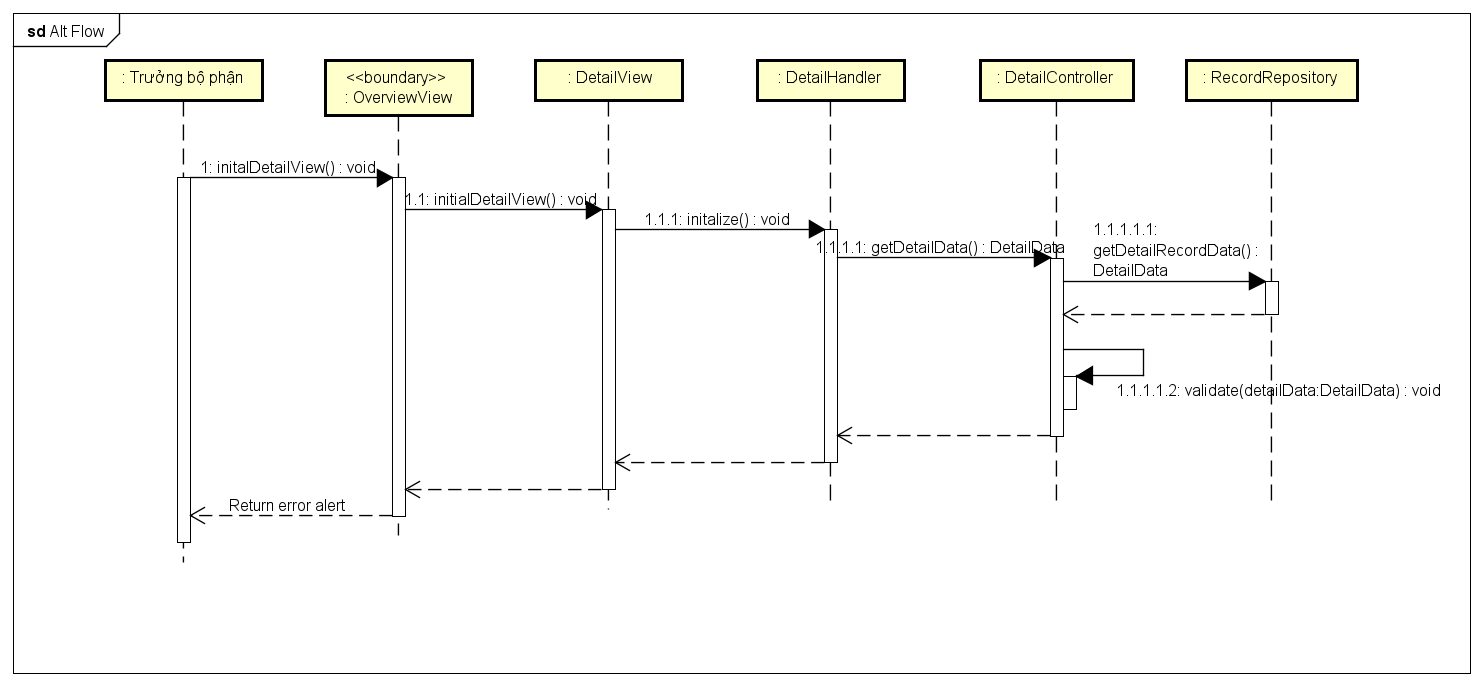 sd Alt Flow
: Trưởng bộ phận
<<boundary>>
: OverviewView
: DetailView
: DetailHandler
: DetailController
: RecordRepository
1: initalDetailView() : void
1.1: initialDetailView() : void
1.1.1: initalize() : void
1.1.1.1: getDetailData() : DetailData
1.1.1.1.1:
getDetailRecordData() :
DetailData
1.1.1.1.2: validate(detailData:DetailData) : void
Return error alert